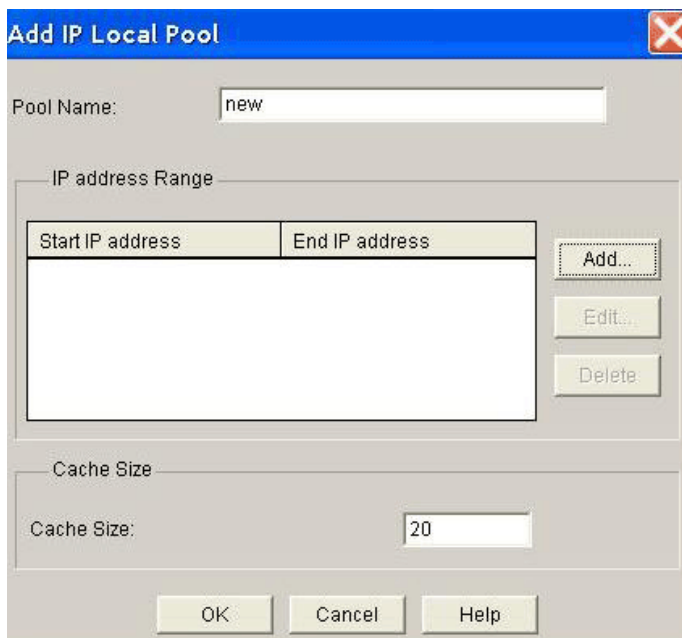 Add IP Local Pool
Pool Name: new
IP address Range
Start IP address End IP address
Add...
Edit...
Delete
Cache Size
Cache Size: 20
OK Cancel Help